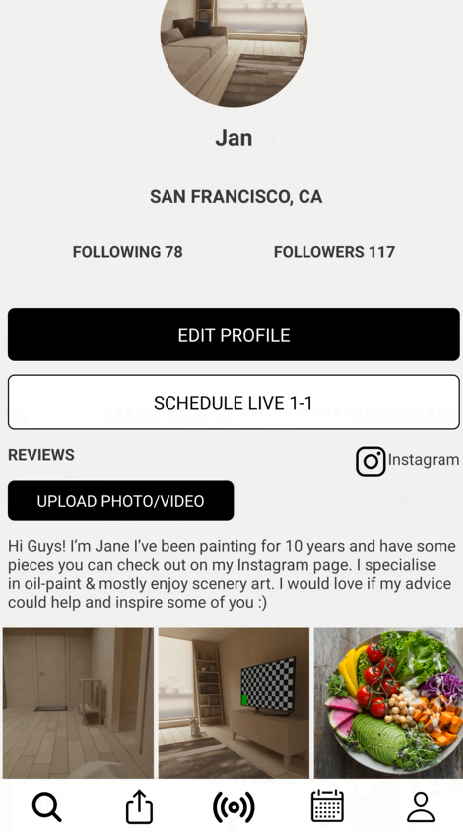 Jan
SAN FRANCISCO, CA
FOLLOWING 78
FOLLOWERS 117
EDIT PROFILE
SCHEDULE LIVE 1-1
REVIEWS
Instagram
UPLOAD PHOTO/VIDEO
Hi Guys! I'm Jane I've been painting for 10 years and have some
pieces you can check out on my Instagram page. I specialise
in oil-paint & mostly enjoy scenery art. I would love if my advice
could help and inspire some of you :)